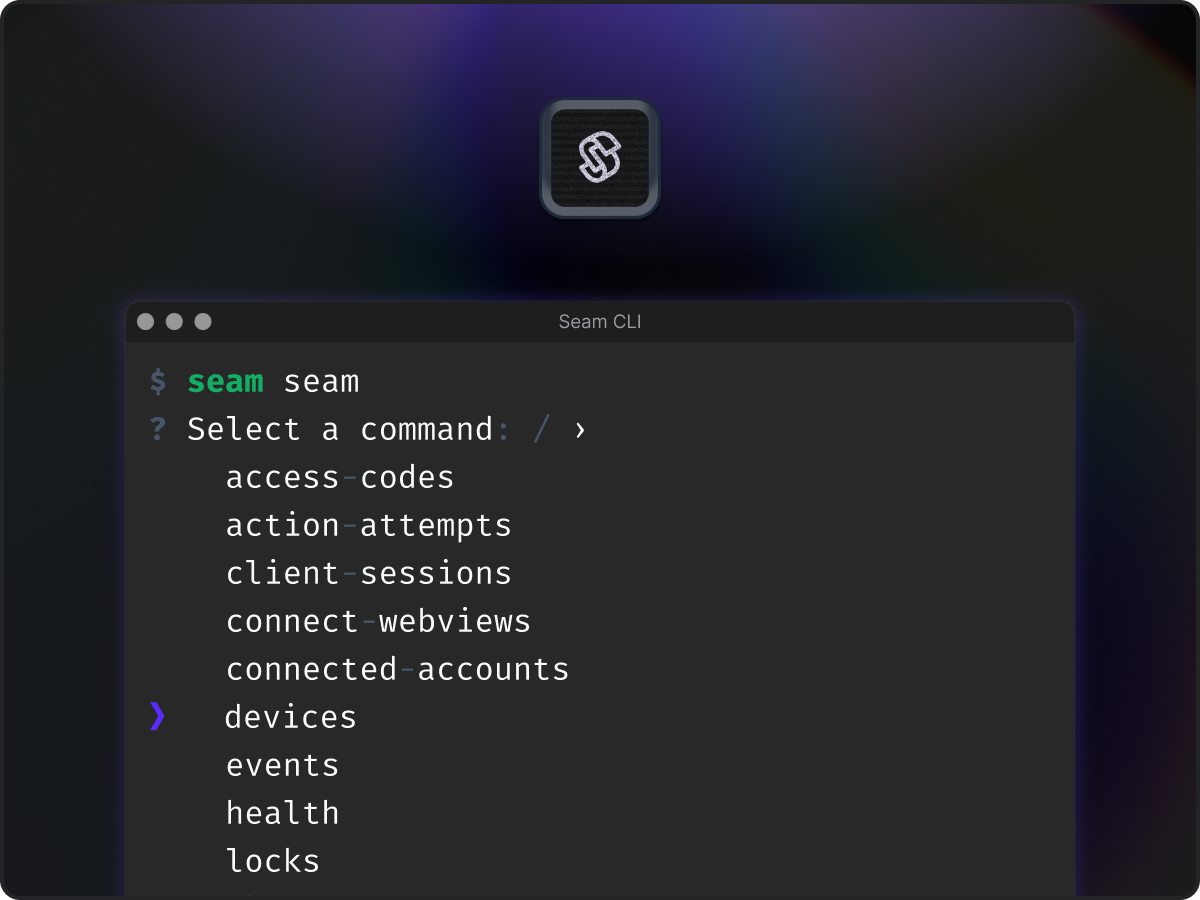 Seam CLI
$ seam seam
? Select a command: / ›
access-codes
action-attempts
client-sessions
connect-webviews
connected-accounts
❯ devices
events
health
locks